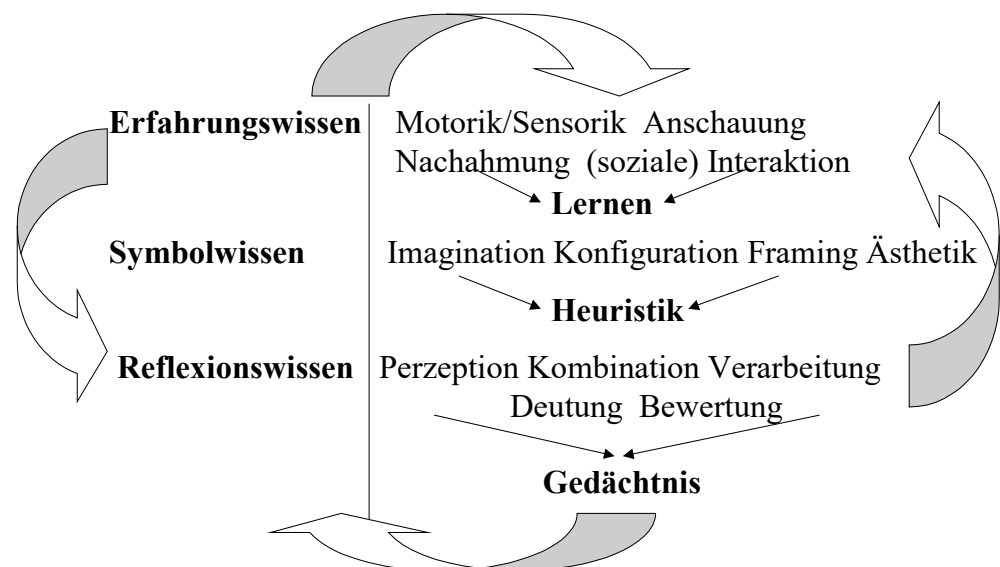 Erfahrungswissen Motorik/Sensorik Anschauung
Nachahmung (soziale) Interaktion
Lernen
Symbolwissen Imagination Konfiguration Framing Ästhetik
Heuristik
Reflexionswissen Perzeption Kombination Verarbeitung
Deutung Bewertung
Gedächtnis